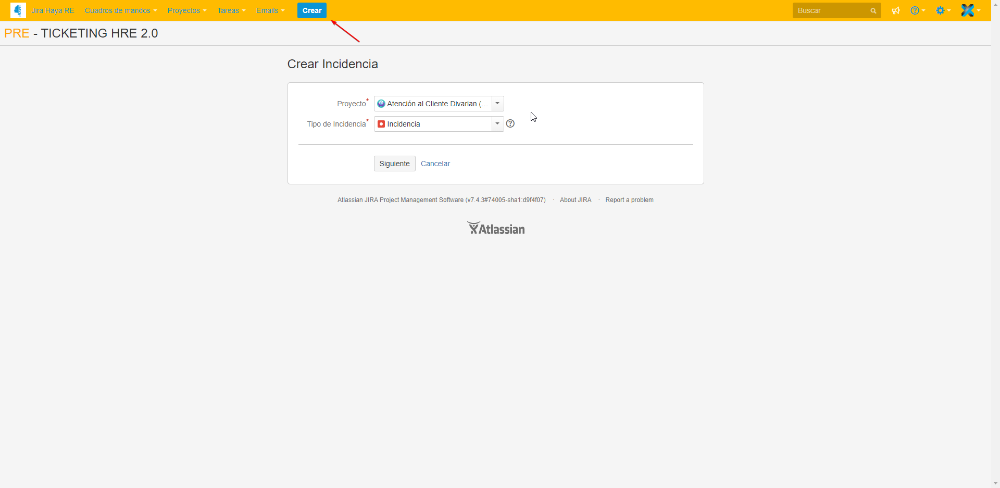 Jira Haya RE Cuadros de mandos Proyectos Tareas Emails Crear Buscar
PRE - TICKETING HRE 2.0
Crear Incidencia
Proyecto* Atención al Cliente Divarian (...
Tipo de Incidencia* Incidencia
Siguiente Cancelar
Atlassian JIRA Project Management Software (v7.4.3#74005-sha1:d9f4f07) · About JIRA · Report a problem
Atlassian